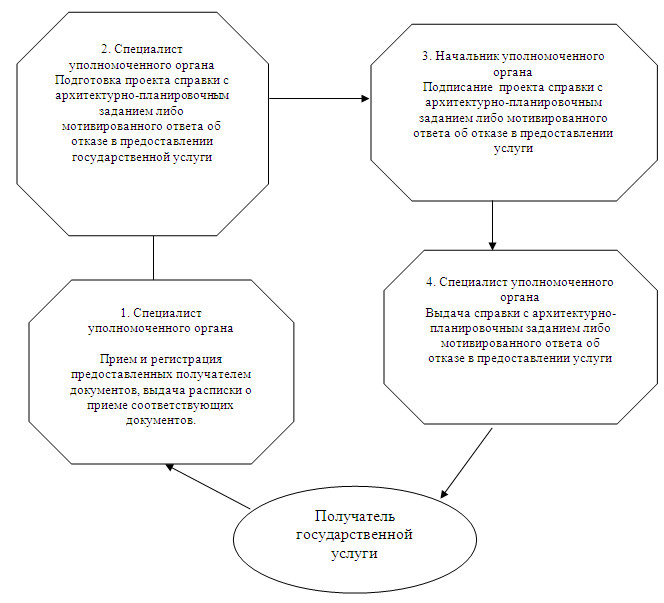 2. Специалист
уполномоченного органа
Подготовка проекта справки с
архитектурно-планировочным
заданием либо
мотивированного ответа об
отказе в предоставлении
государственной услуги
3. Начальник уполномоченного
органа
Подписание проекта справки с
архитектурно-планировочным
заданием либо мотивированного
ответа об отказе в предоставлении
услуги
1. Специалист
уполномоченного органа
Прием и регистрация
предоставленных получателем
документов, выдача расписки о
приеме соответствующих
документов.
4. Специалист уполномоченного
органа
Выдача справки с архитектурно-
планировочным заданием либо
мотивированного ответа об
отказе в предоставлении услуги
Получатель
государственной
услуги